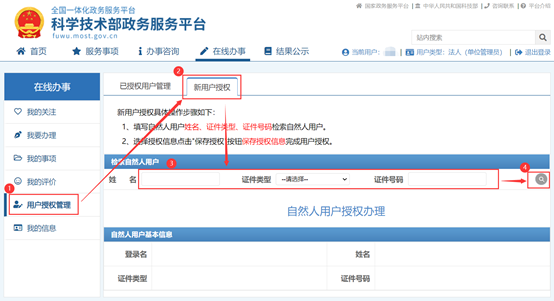 全国一体化政务服务平台
科学技术部政务服务平台
fuwu.most.gov.cn
国家政务服务平台 | 中华人民共和国科技部 | 咨询联系 | 平台介绍
站内搜索
首页 服务事项 办事咨询 在线办事 结果公示
当前用户: | 用户类型：法人（单位管理员） | 退出登录
在线办事
我的关注
我要办理
我的事项
我的评价
1
用户授权管理
我的信息
已授权用户管理
2
新用户授权
新用户授权具体操作步骤如下：
1、填写自然人用户姓名、证件类型、证件号码检索自然人用户。
2、选择授权信息点击"保存授权"按钮保存授权信息完成用户授权。
检索自然人用户
3
4
姓 名 证件类型 --请选择-- 证件号码
自然人用户授权办理
自然人用户基本信息
登录名 姓名
证件类型 证件号码